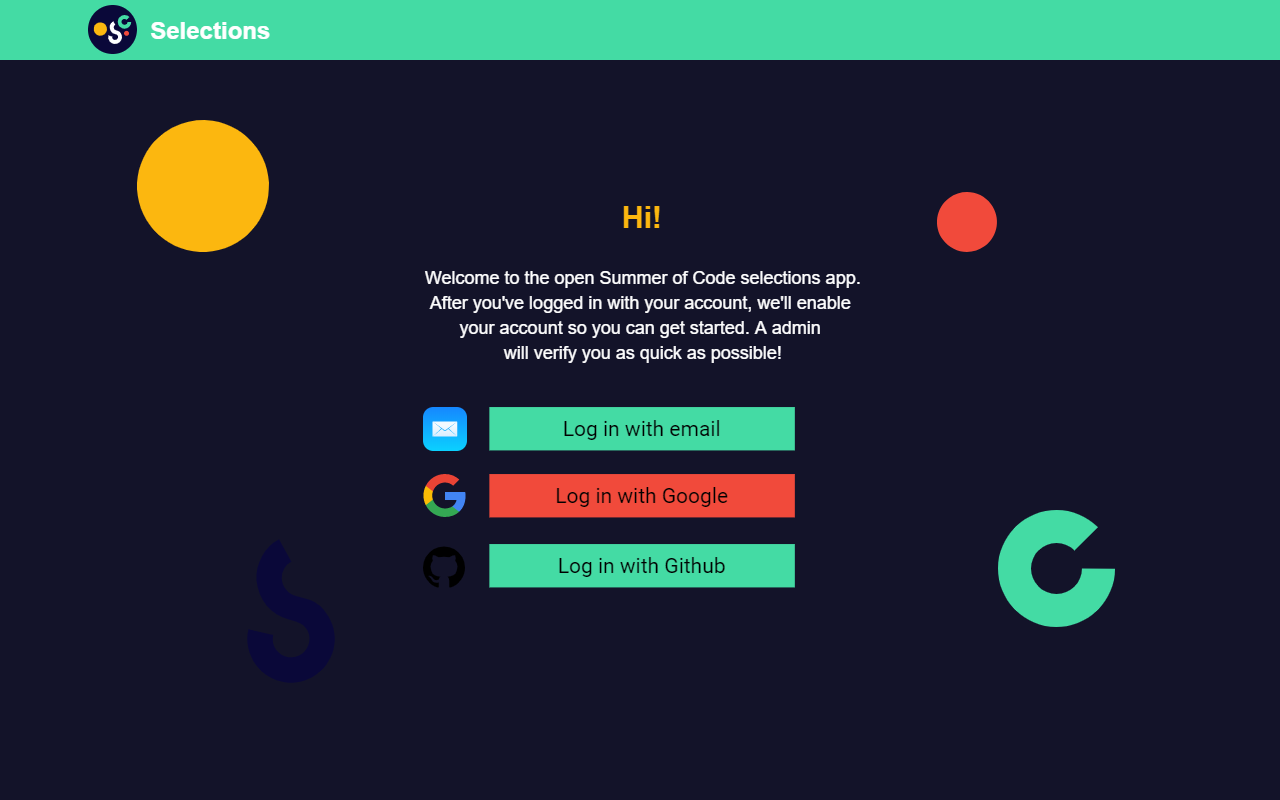 Selections
Hi!
Welcome to the open Summer of Code selections app.
After you've logged in with your account, we'll enable
your account so you can get started. A admin
will verify you as quick as possible!
Log in with email
Log in with Google
Log in with Github